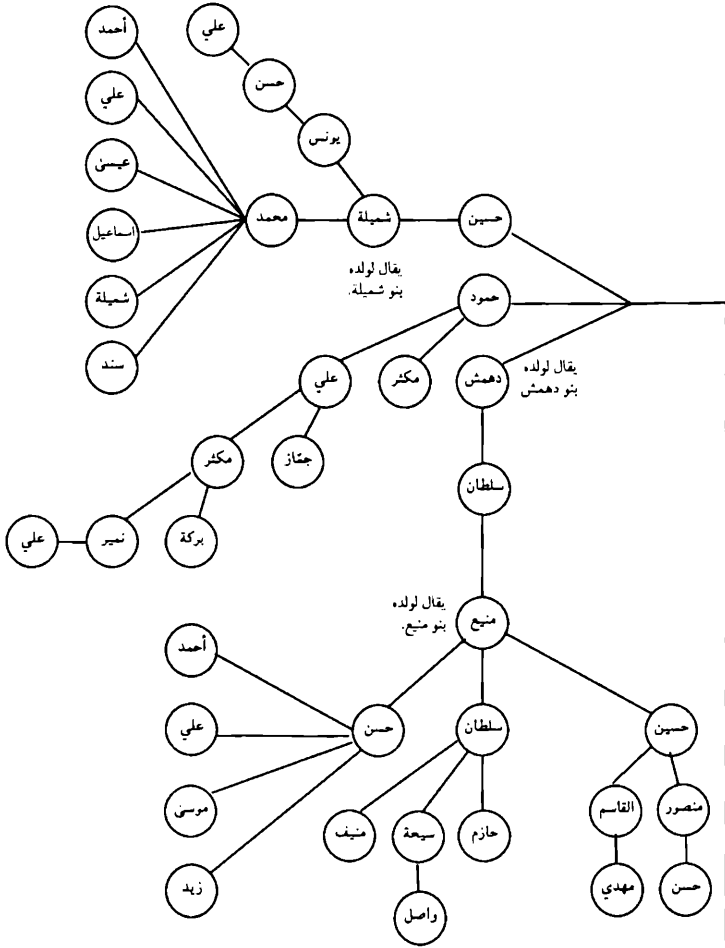 أحمد
علي
علي
حسن
عيسى
يونس
اسماعيل
شميلة
سند
محمد
شميلة
حسين
يقال لولده
بنو شميلة.
حمود
علي
مكثر
دهمش
يقال لولده
بنو دهمش
مكثر
جمّاز
سلطان
علي
نمير
بركة
يقال لولده
بنو منيع.
منيع
أحمد
علي
موسى
زيد
حسن
سلطان
حسين
منيف
سيعة
حازم
القاسم
منصور
واصل
مهدي
حسن